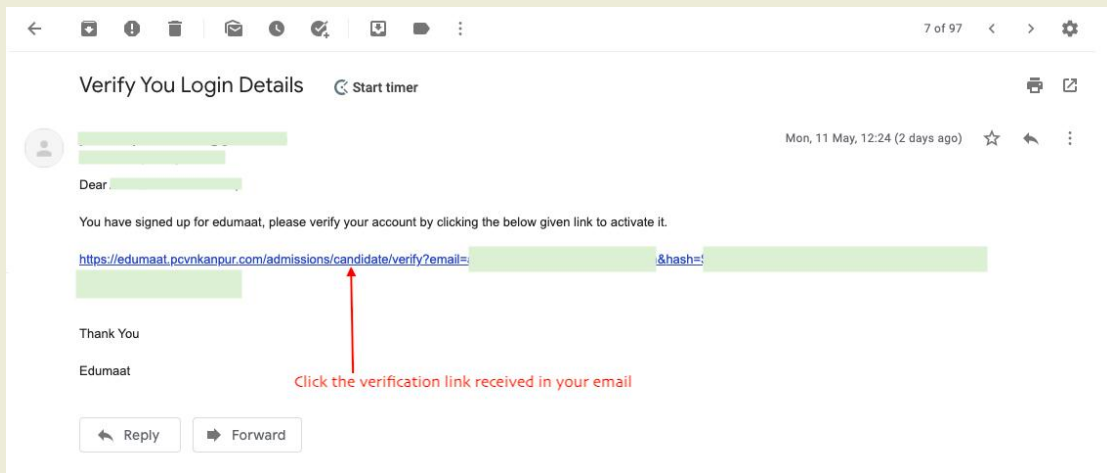 7 of 97
Verify You Login Details
Start timer
Mon, 11 May, 12:24 (2 days ago)
Dear
You have signed up for edumaat, please verify your account by clicking the below given link to activate it.
https://edumaat.pcvnkanpur.com/admissions/candidate/verify?email= &hash=
Thank You
Edumaat
Click the verification link received in your email
Reply
Forward